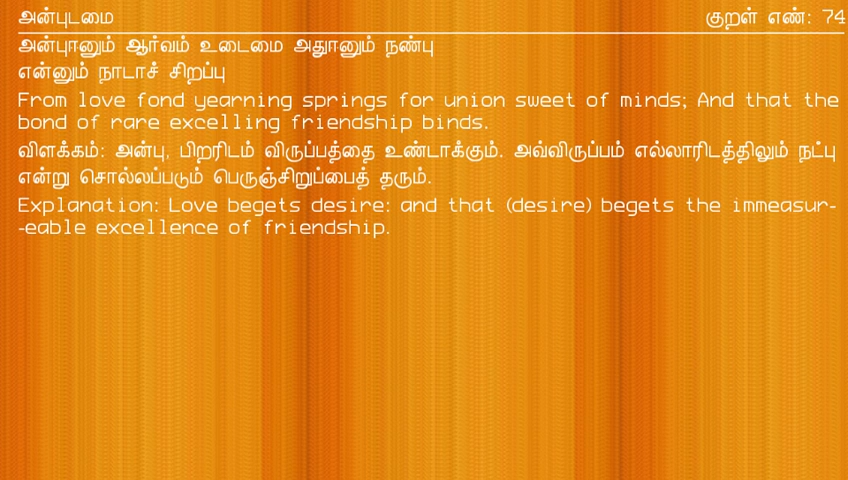 அன்புடமை
குறள் எண்: 74
அன்புானும் ஆர்வம் உடைமை அதுானும் நண்பு
என்னும் நாடாச் சிறப்பு
From love fond yearning springs for union sweet of minds; And that the
bond of rare excelling friendship binds.
விளக்கம்: அன்பு, பிறரிடம் விருப்பத்தை உண்டாக்கும். அவ்விருப்பம் எல்லாரிடத்திலும் நட்பு
என்று சொல்லப்படும் பெருஞ்சிறுப்பைத் தரும்.
Explanation: Love begets desire: and that (desire) begets the immeasur-
-eable excellence of friendship.